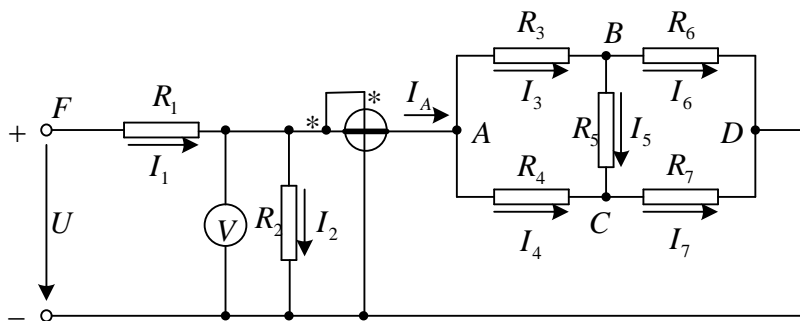 R3 B R6
F R1 * * IA I3 I6
+ A R5 I5 D
I1 R4 R7
U V R2 I2 C
I4 I7
−